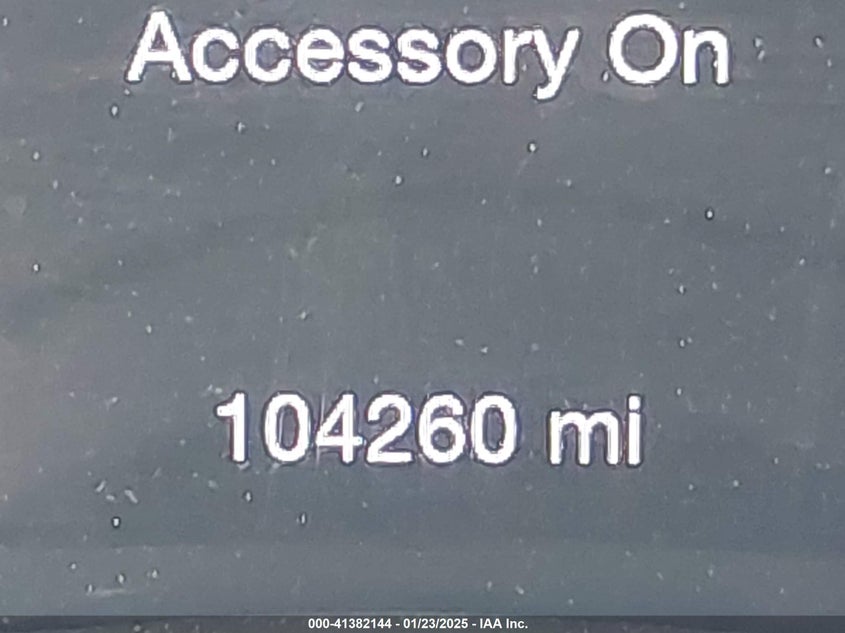 Accessory On
104260 mi
000-41382144 - 01/23/2025 - IAA Inc.